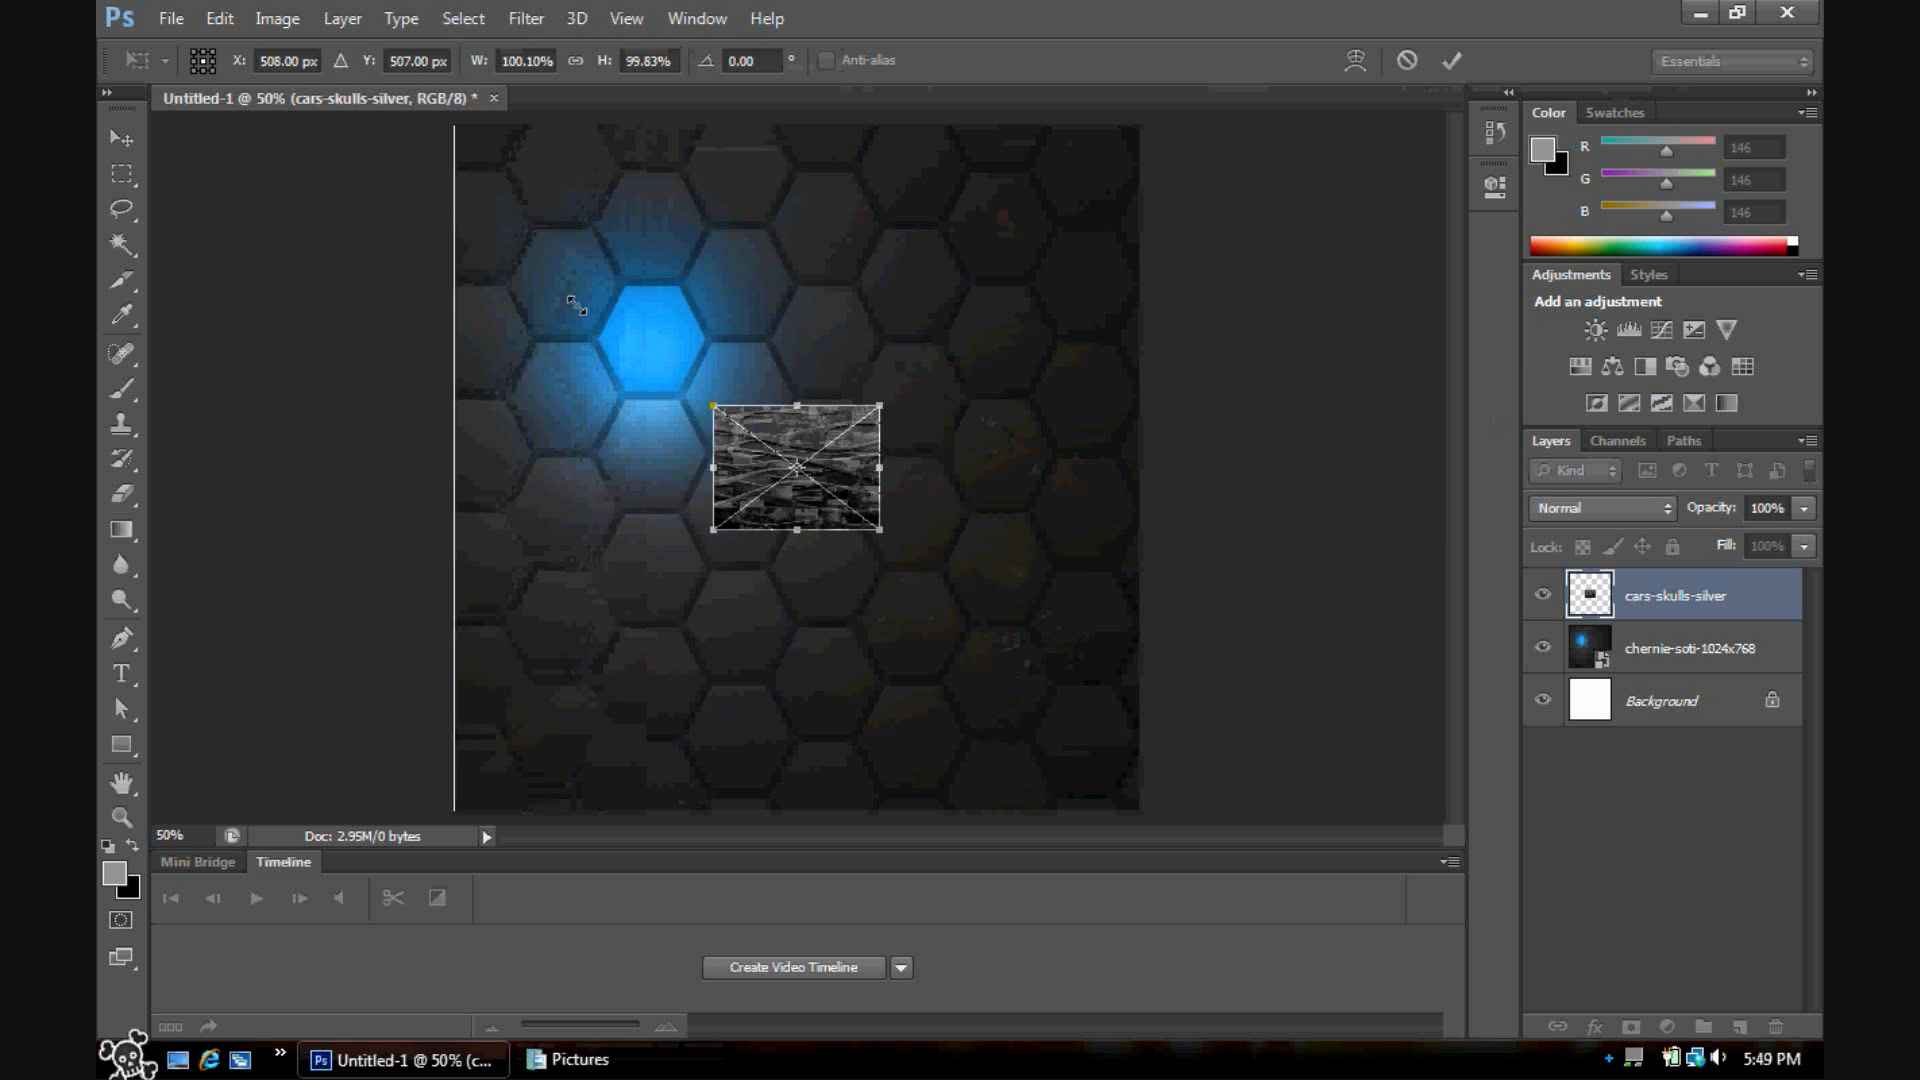 Ps File Edit Image Layer Type Select Filter 3D View Window Help
X: 508.00 px Y: 507.00 px W: 100.10% H: 99.83% 0.00 ° Anti-alias Essentials
Untitled-1 @ 50% (cars-skulls-silver, RGB/8) * ×
Color Swatches
R 146
G 146
B 146
Adjustments Styles
Add an adjustment
Layers Channels Paths
Kind
Normal Opacity: 100%
Lock: Fill: 100%
cars-skulls-silver
chernie-soti-1024x768
Background
50% Doc: 2.95M/0 bytes
Mini Bridge Timeline
Create Video Timeline
Ps Untitled-1 @ 50% (c... Pictures 5:49 PM